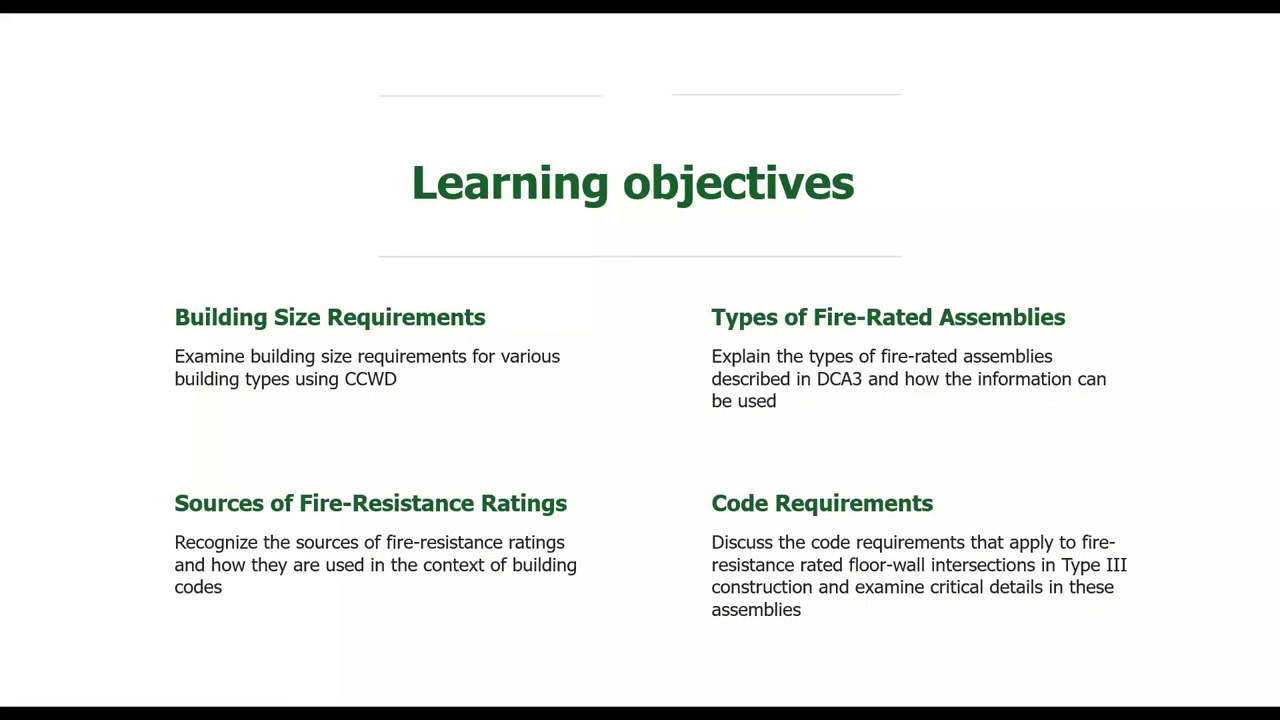 Learning objectives
Building Size Requirements
Examine building size requirements for various
building types using CCWD
Types of Fire-Rated Assemblies
Explain the types of fire-rated assemblies
described in DCA3 and how the information can
be used
Sources of Fire-Resistance Ratings
Recognize the sources of fire-resistance ratings
and how they are used in the context of building
codes
Code Requirements
Discuss the code requirements that apply to fire-
resistance rated floor-wall intersections in Type III
construction and examine critical details in these
assemblies